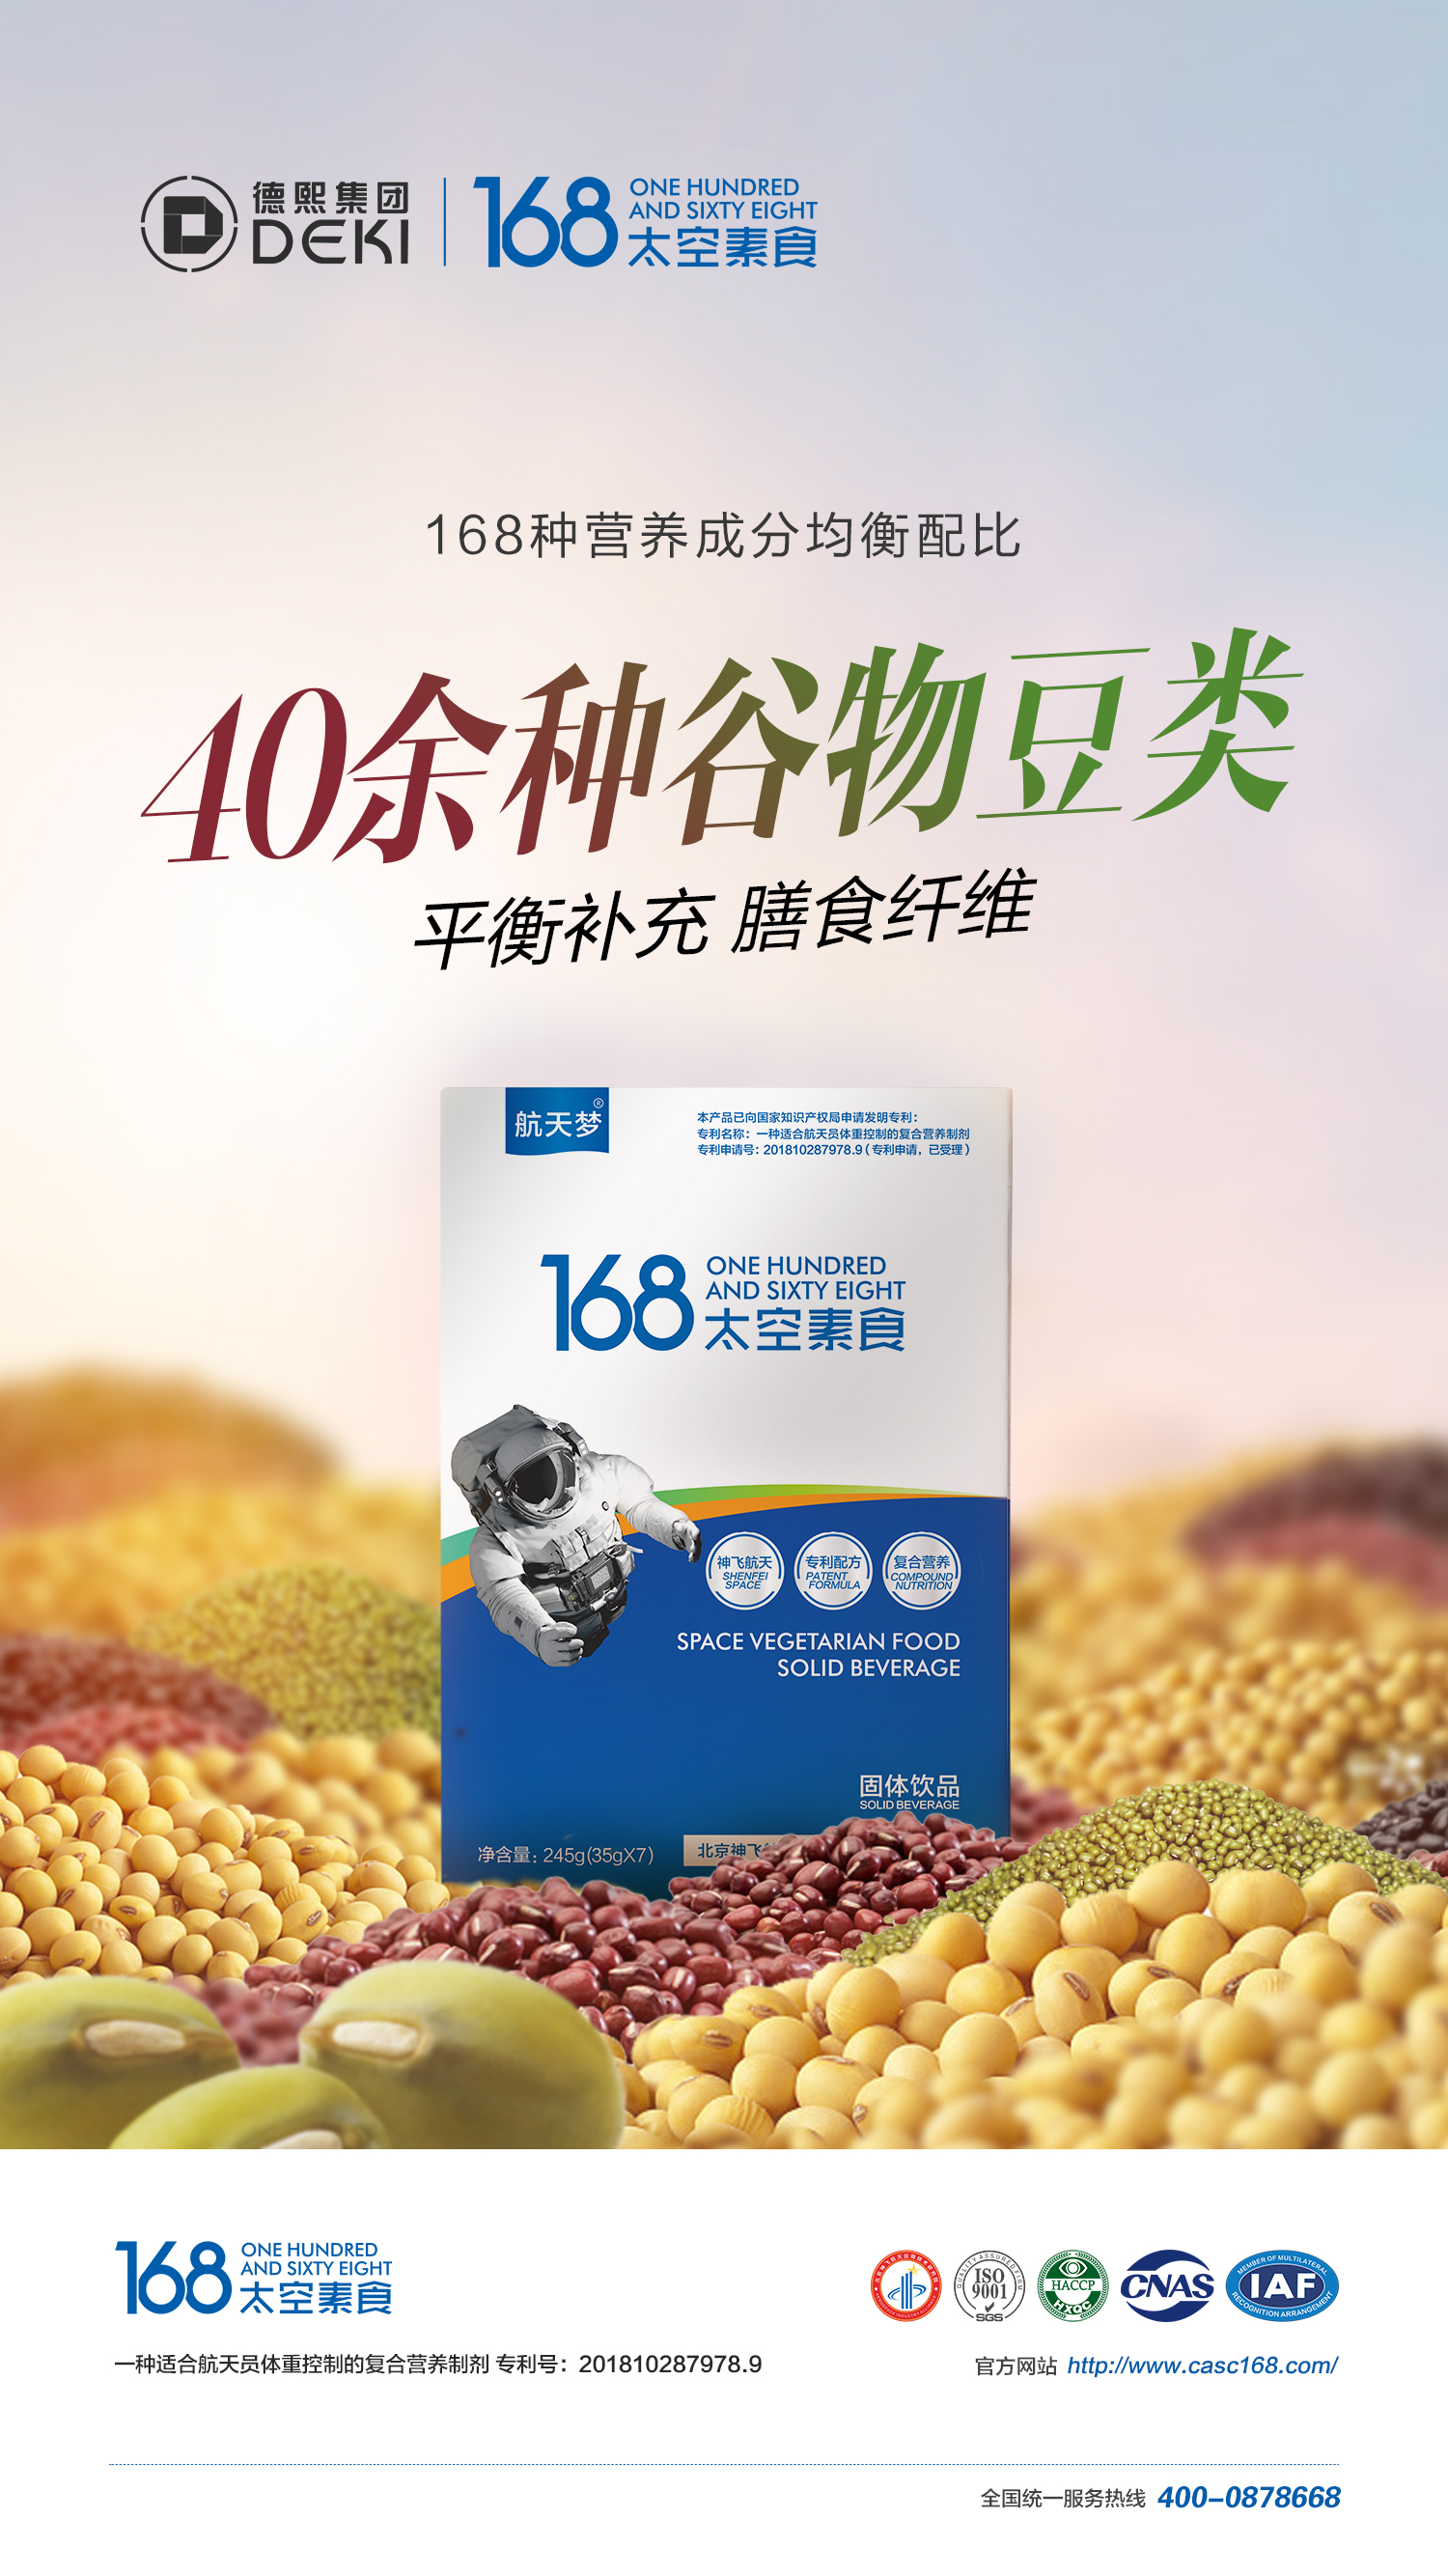 德熙集团
DEKI
168
ONE HUNDRED
AND SIXTY EIGHT
太空素食
168种营养成分均衡配比
40余种谷物豆类
平衡补充 膳食纤维
航天梦®
本产品已向国家知识产权局申请发明专利：
专利名称：一种适合航天员体重控制的复合营养制剂
专利申请号：201810287978.9（专利申请，已受理）
168
ONE HUNDRED
AND SIXTY EIGHT
太空素食
神飞航天
SHENFEI
SPACE
专利配方
PATENT
FORMULA
复合营养
COMPOUND
NUTRITION
SPACE VEGETARIAN FOOD
SOLID BEVERAGE
固体饮品
SOLID BEVERAGE
净含量：245g(35gX7)
北京神飞
168
ONE HUNDRED
AND SIXTY EIGHT
太空素食
QUALITY ASSURED FIRM
ISO
9001
SGS
HACCP
HXQC
CNAS
MEMBER OF MULTILATERAL
IAF
RECOGNITION ARRANGEMENT
一种适合航天员体重控制的复合营养制剂 专利号：201810287978.9
官方网站 http://www.casc168.com/
全国统一服务热线 400-0878668